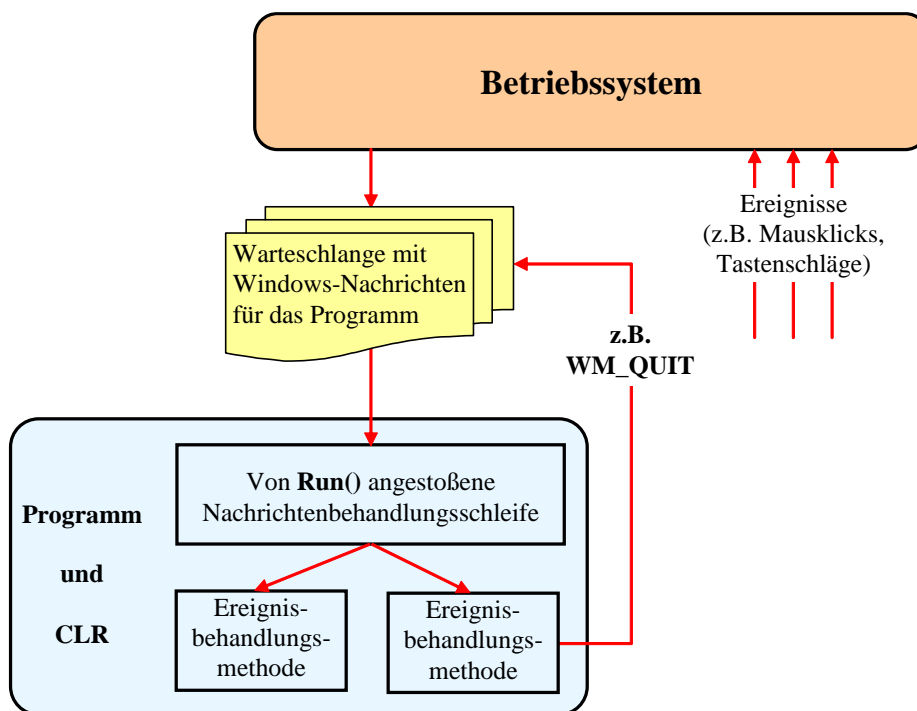 Betriebssystem
Ereignisse
(z.B. Mausklicks,
Tastenschläge)
Warteschlange mit
Windows-Nachrichten
für das Programm
z.B.
WM_QUIT
Programm
und
CLR
Von Run() angestoßene
Nachrichtenbehandlungsschleife
Ereignis-
behandlungs-
methode
Ereignis-
behandlungs-
methode